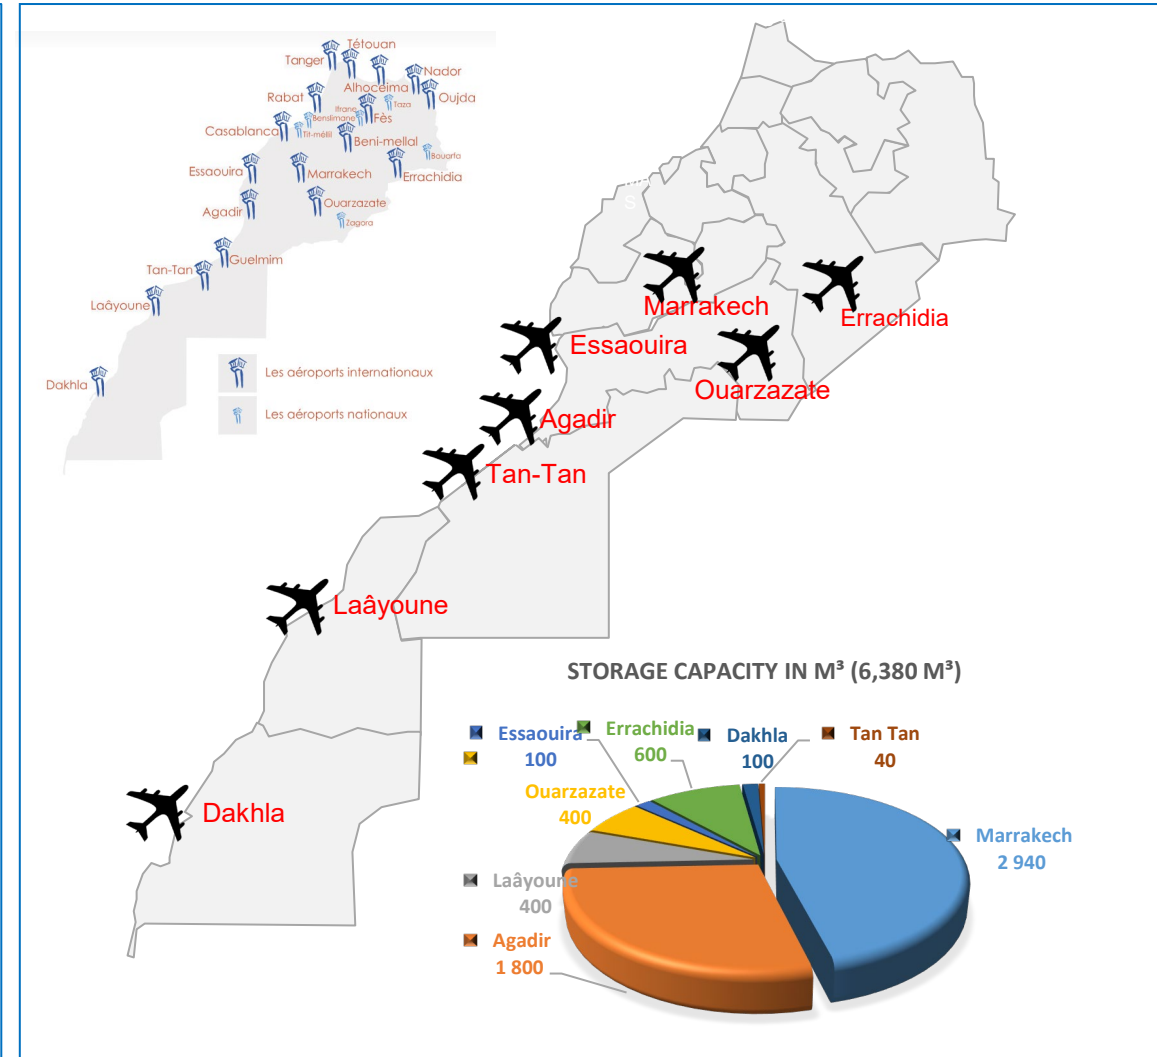 Tétouan
Tanger
Nador
Alhoceima
Oujda
Rabat
Ifrane
Taza
Benslimane
Fès
Casablanca
Tit-mélil
Beni-mellal
Bouarfa
Essaouira
Marrakech
Errachidia
Agadir
Ouarzazate
Zagora
Guelmim
Tan-Tan
Laâyoune
Dakhla
Les aéroports internationaux
Les aéroports nationaux
S
Marrakech
Errachidia
Essaouira
Ouarzazate
Agadir
Tan-Tan
Laâyoune
Dakhla
STORAGE CAPACITY IN M³ (6,380 M³)
Essaouira
100
Errachidia
600
Dakhla
100
Tan Tan
40
Ouarzazate
400
Marrakech
2 940
Laâyoune
400
Agadir
1 800